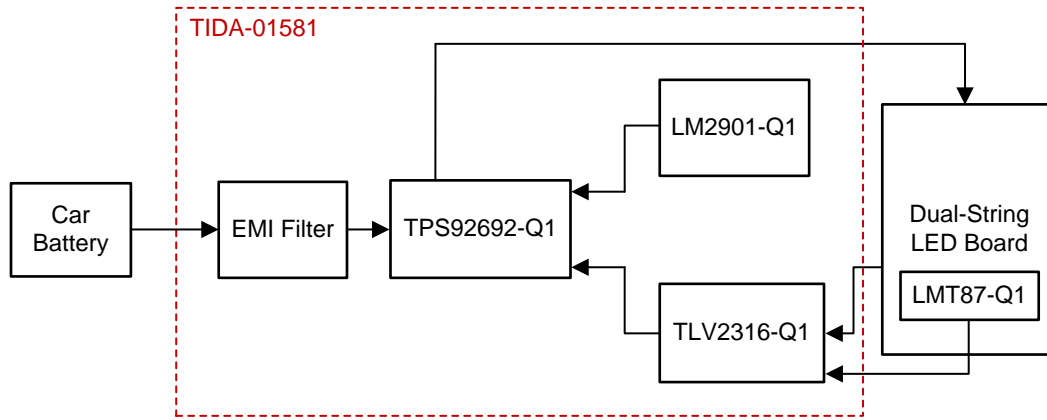 TIDA-01581
LM2901-Q1
Car
Battery
EMI Filter
TPS92692-Q1
Dual-String
LED Board
LMT87-Q1
TLV2316-Q1